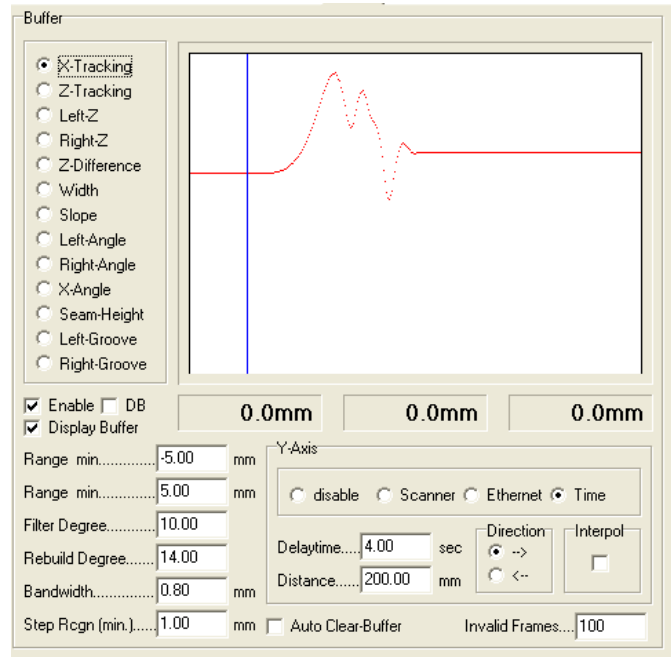 Buffer
X-Tracking
Z-Tracking
Left-Z
Right-Z
Z-Difference
Width
Slope
Left-Angle
Right-Angle
X-Angle
Seam-Height
Left-Groove
Right-Groove
Enable DB
Display Buffer
0.0mm 0.0mm 0.0mm
Range min............. -5.00 mm
Range min............. 5.00 mm
Filter Degree........... 10.00
Rebuild Degree....... 14.00
Bandwidth............... 0.80 mm
Step Rcgn (min.)..... 1.00 mm
Y-Axis
disable Scanner Ethernet Time
Delaytime..... 4.00 sec
Distance...... 200.00 mm
Direction
-->
<--
Interpol
Auto Clear-Buffer
Invalid Frames.... 100